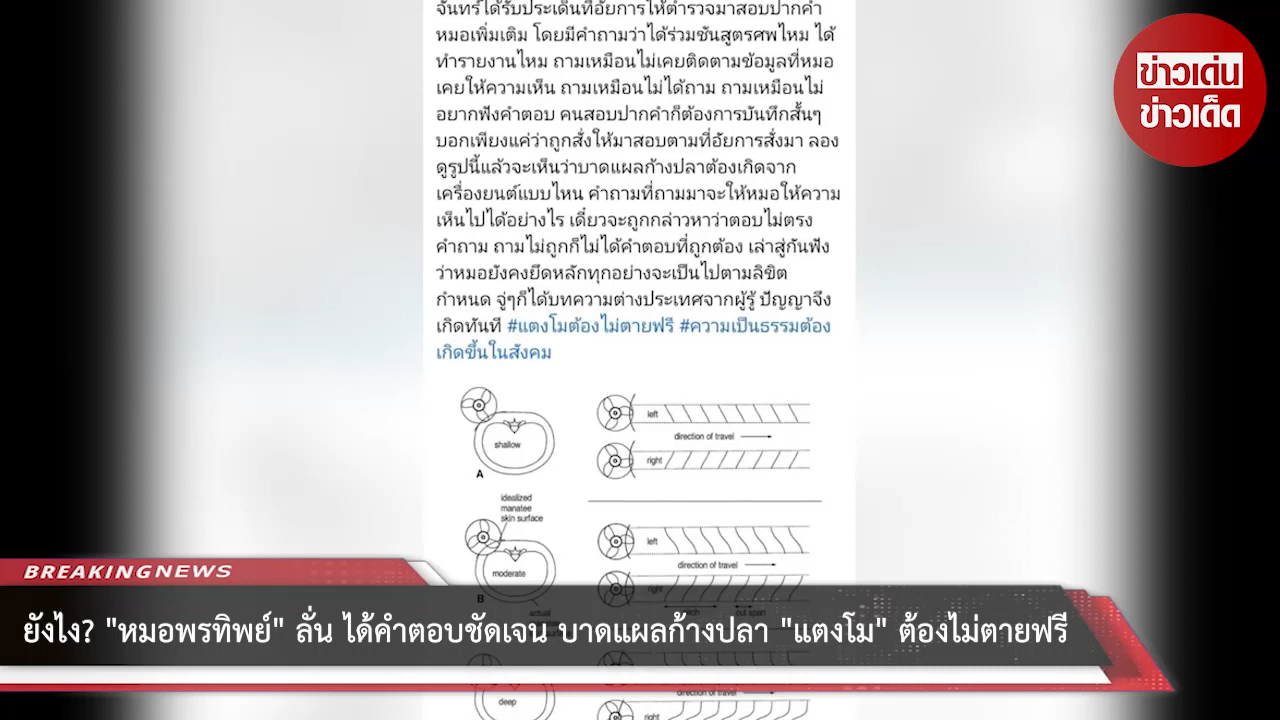 จันทร์ได้รับประเด็นที่อัยการให้ตำรวจมาสอบปากคำ
หมอเพิ่มเติม โดยมีคำถามว่าได้ร่วมชันสูตรศพไหม ได้
ทำรายงานไหม ถามเหมือนไม่เคยติดตามข้อมูลที่หมอ
เคยให้ความเห็น ถามเหมือนไม่ได้ถาม ถามเหมือนไม่
อยากฟังคำตอบ คนสอบปากคำก็ต้องการบันทึกสั้นๆ
บอกเพียงแค่ว่าถูกสั่งให้มาสอบตามที่อัยการสั่งมา ลอง
ดูรูปนี้แล้วจะเห็นว่าบาดแผลก้างปลาต้องเกิดจาก
เครื่องยนต์แบบไหน คำถามที่ถามมาจะให้หมอให้ความ
เห็นไปได้อย่างไร เดี๋ยวจะถูกกล่าวหาว่าตอบไม่ตรง
คำถาม ถามไม่ถูกก็ไม่ได้คำตอบที่ถูกต้อง เล่าสู่กันฟัง
ว่าหมอยังคงยึดหลักทุกอย่างจะเป็นไปตามลิขิต
กำหนด จู่ๆก็ได้บทความต่างประเทศจากผู้รู้ ปัญญาจึง
เกิดทันที #แตงโมต้องไม่ตายฟรี #ความเป็นธรรมต้อง
เกิดขึ้นในสังคม
ข่าวเด่น
ข่าวเด็ด
left
direction of travel
shallow
right
A
idealized
manatee
skin surface
left
direction of travel
moderate
right
B
BREAKINGNEWS
ยังไง? "หมอพรทิพย์" ลั่น ได้คำตอบชัดเจน บาดแผลก้างปลา "แตงโม" ต้องไม่ตายฟรี
direction of travel
deep
right